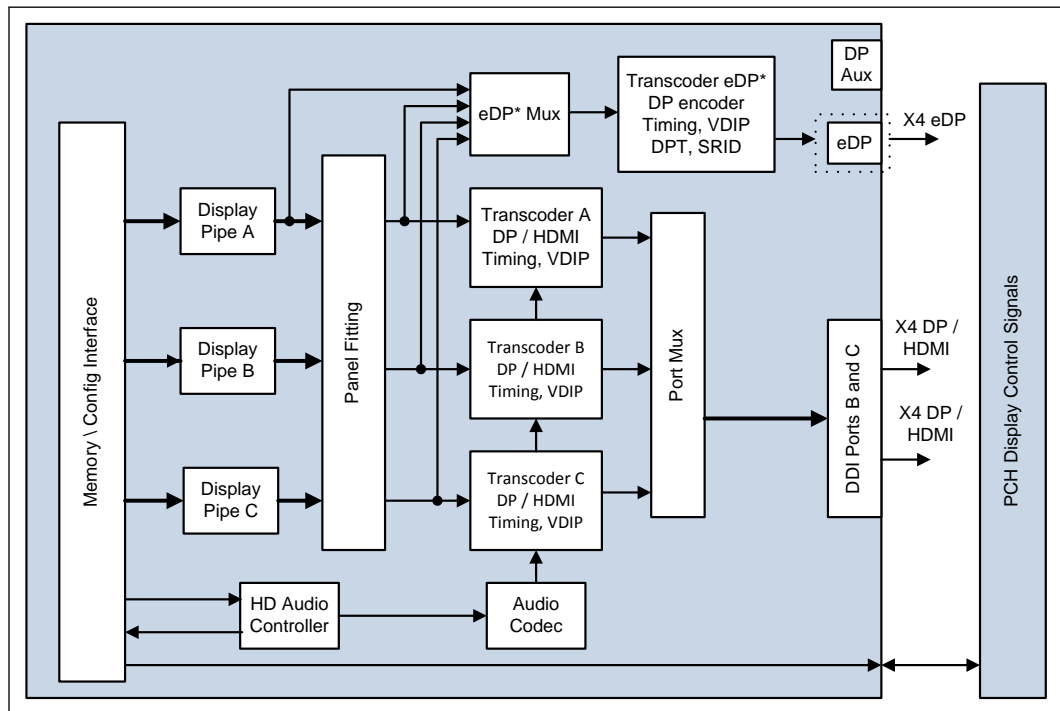 DP
Aux
eDP* Mux
Transcoder eDP*
DP encoder
Timing, VDIP
DPT, SRID
eDP
X4 eDP
Memory \ Config Interface
Display
Pipe A
Display
Pipe B
Display
Pipe C
Panel Fitting
Transcoder A
DP / HDMI
Timing, VDIP
Transcoder B
DP / HDMI
Timing, VDIP
Transcoder C
DP / HDMI
Timing, VDIP
Port Mux
DDI Ports B and C
X4 DP /
HDMI
X4 DP /
HDMI
PCH Display Control Signals
HD Audio
Controller
Audio
Codec